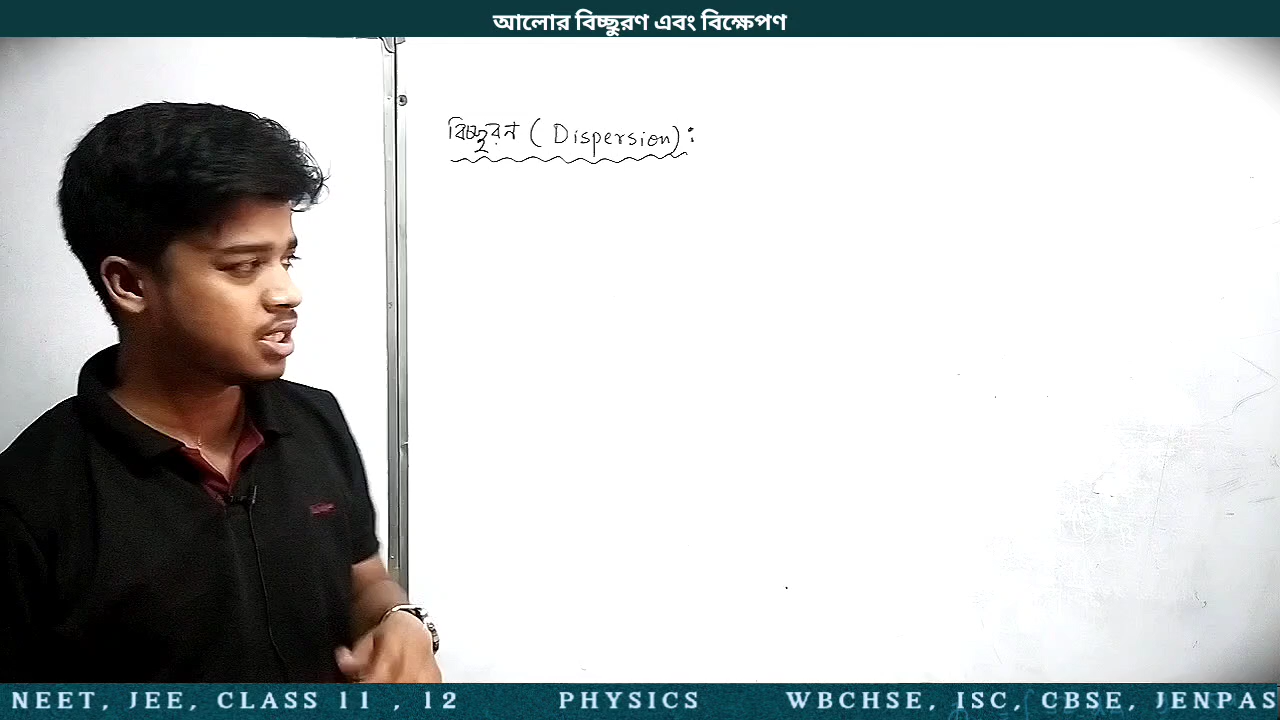 আলোর বিচ্ছুরণ এবং বিক্ষেপণ
বিচ্ছুরন (Dispersion):
NEET, JEE, CLASS 11 , 12 PHYSICS WBCHSE, ISC, CBSE, JENPAS